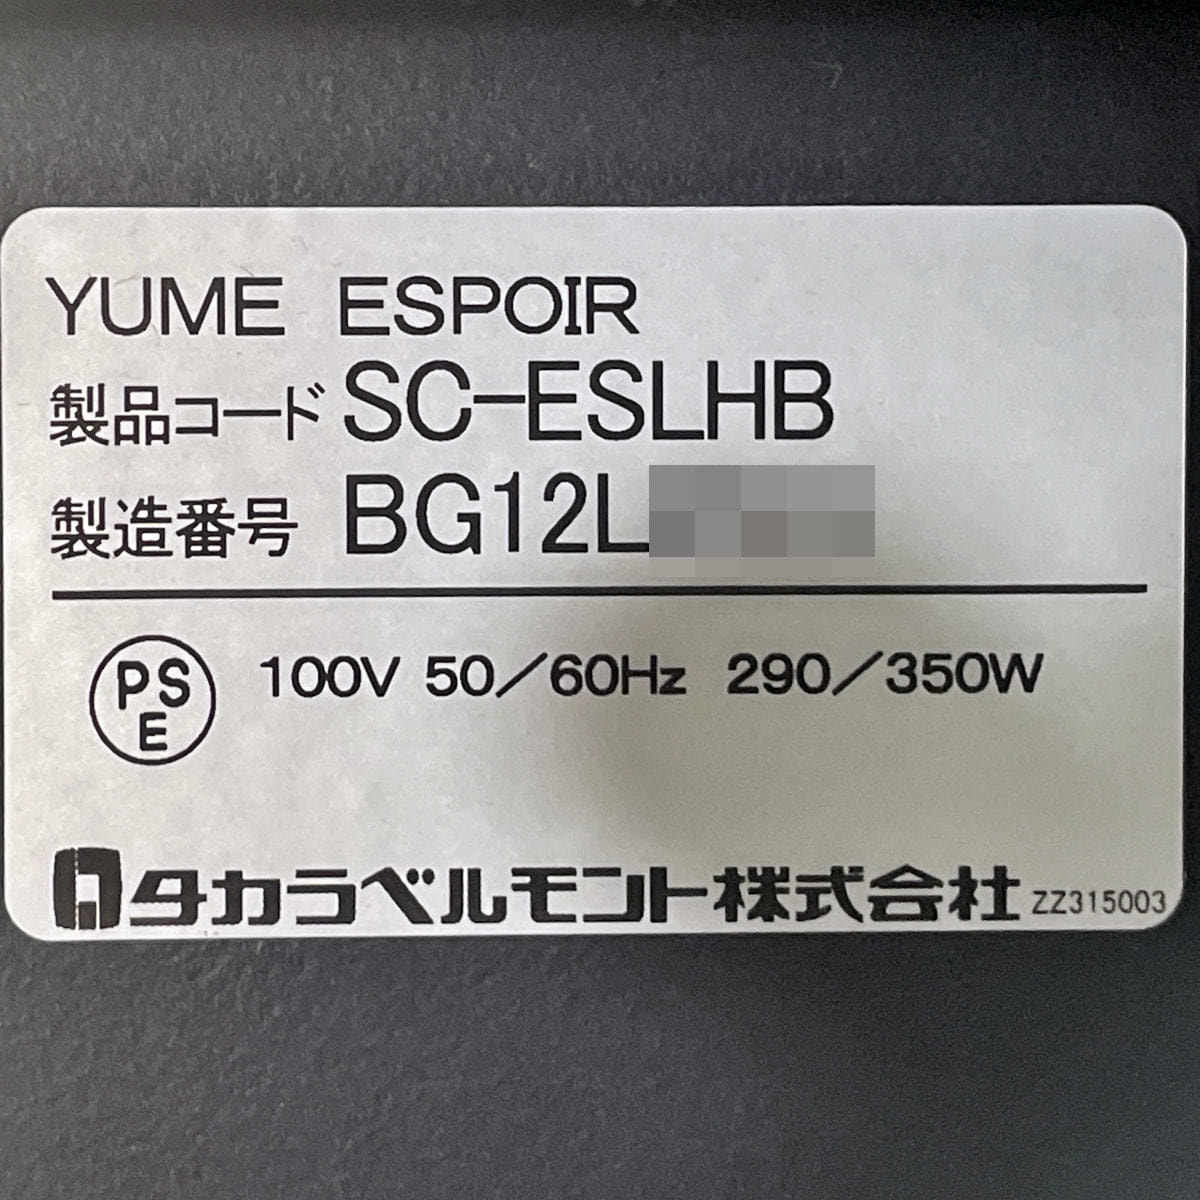 YUME ESPOIR
製品コード SC-ESLHB
製造番号 BG12L
PSE 100V 50/60Hz 290/350W
タカラベルモント株式会社 ZZ315003